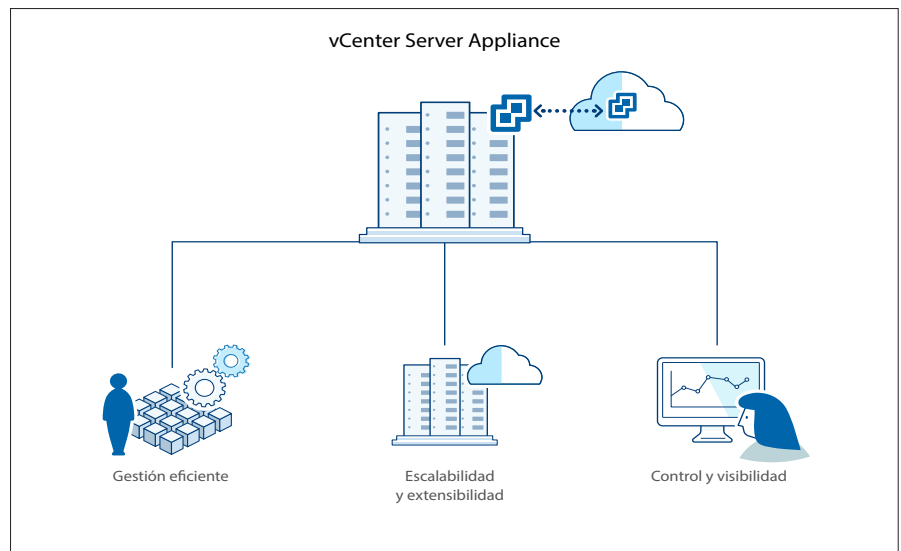 vCenter Server Appliance
Gestión eficiente
Escalabilidad
y extensibilidad
Control y visibilidad